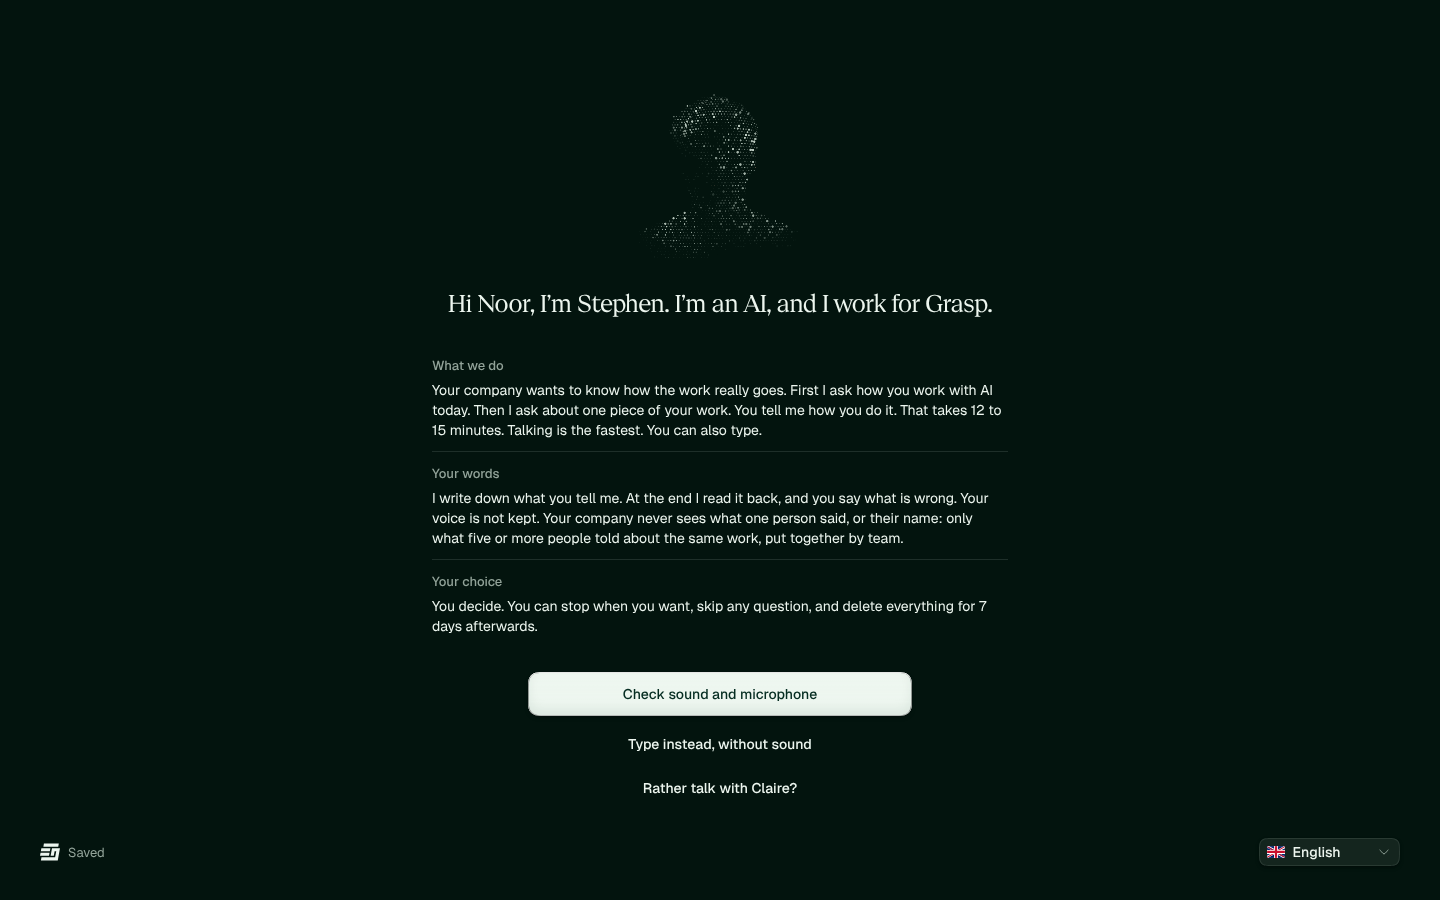 Hi Noor, I’m Stephen. I’m an AI, and I work for Grasp.
What we do
Your company wants to know how the work really goes. First I ask how you work with AI
today. Then I ask about one piece of your work. You tell me how you do it. That takes 12 to
15 minutes. Talking is the fastest. You can also type.
Your words
I write down what you tell me. At the end I read it back, and you say what is wrong. Your
voice is not kept. Your company never sees what one person said, or their name: only
what five or more people told about the same work, put together by team.
Your choice
You decide. You can stop when you want, skip any question, and delete everything for 7
days afterwards.
Check sound and microphone
Type instead, without sound
Rather talk with Claire?
Saved
English